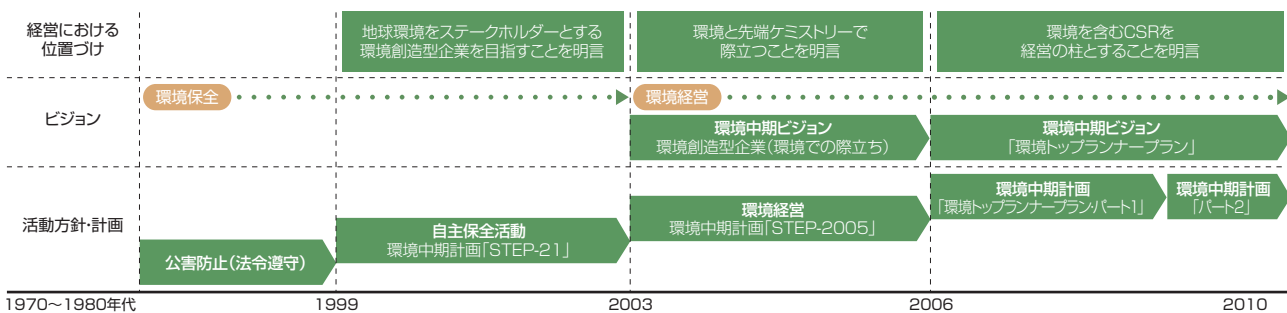 経営における
位置づけ
地球環境をステークホルダーとする
環境創造型企業を目指すことを明言
環境と先端ケミストリーで
際立つことを明言
環境を含むCSRを
経営の柱とすることを明言
ビジョン
環境保全
環境経営
環境中期ビジョン
環境創造型企業(環境での際立ち)
環境中期ビジョン
「環境トップランナープラン」
活動方針・計画
公害防止(法令遵守)
自主保全活動
環境中期計画「STEP-21」
環境経営
環境中期計画「STEP-2005」
環境中期計画
「環境トップランナープラン・パート1」
環境中期計画
「パート2」
1970〜1980年代
1999
2003
2006
2010